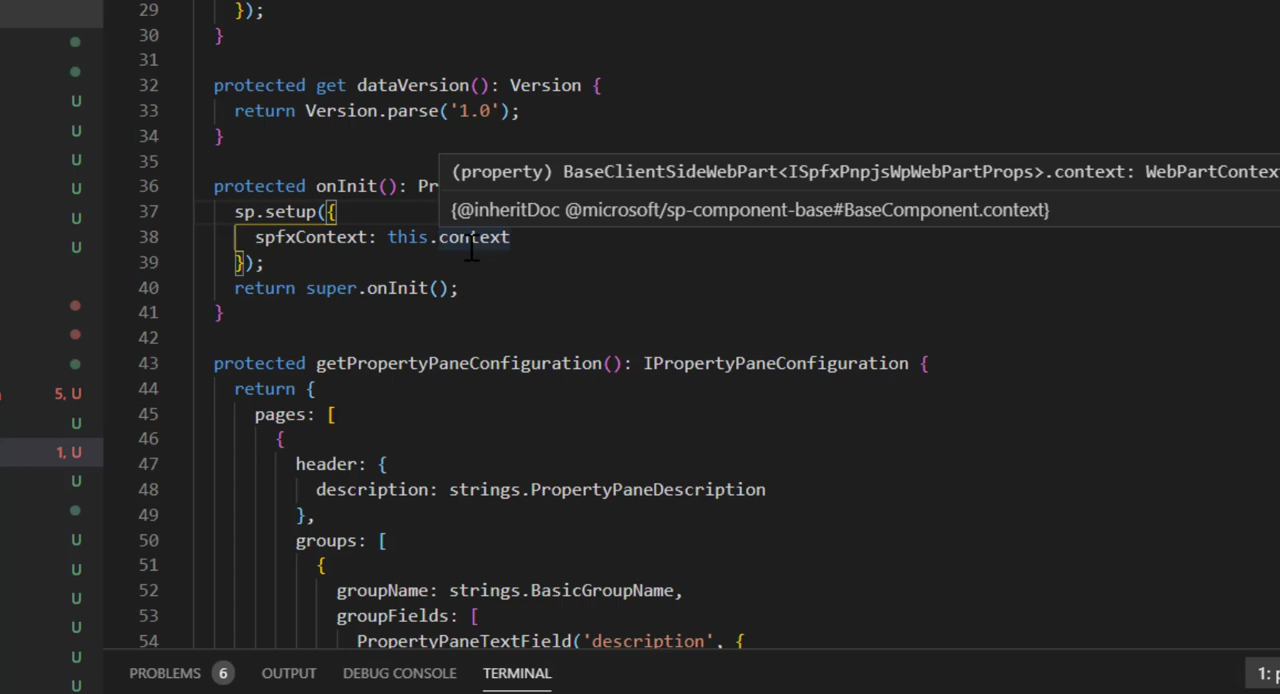 29 });
30 }
31
32 protected get dataVersion(): Version {
33 return Version.parse('1.0');
34 }
35
(property) BaseClientSideWebPart<ISpfxPnpjsWpWebPartProps>.context: WebPartContex
36 protected onInit(): Pr
37 sp.setup({
{@inheritDoc @microsoft/sp-component-base#BaseComponent.context}
38 spfxContext: this.context
39 });
40 return super.onInit();
41 }
42
43 protected getPropertyPaneConfiguration(): IPropertyPaneConfiguration {
5, U
44 return {
45 pages: [
46 {
1, U
47 header: {
48 description: strings.PropertyPaneDescription
49 },
50 groups: [
51 {
52 groupName: strings.BasicGroupName,
53 groupFields: [
54 PropertyPaneTextField('description', {
U
U
U
U
U
U
U
U
U
U
U
U
U
PROBLEMS 6 OUTPUT DEBUG CONSOLE TERMINAL 1: p